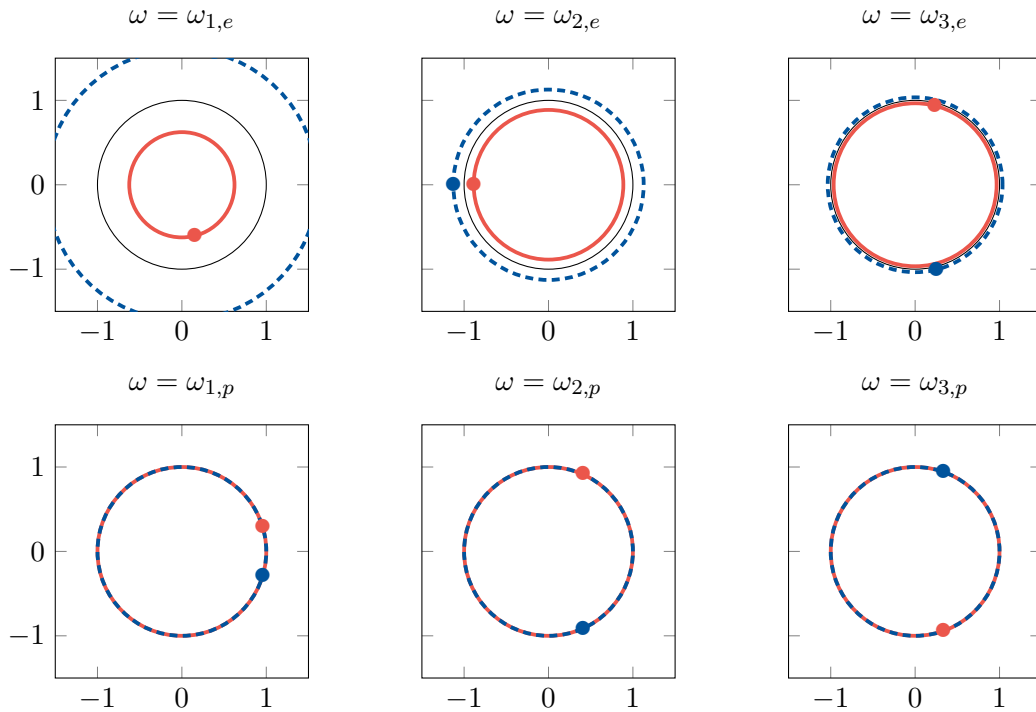 ω = ω₁,ₑ
ω = ω₂,ₑ
ω = ω₃,ₑ
1
0
−1
−1 0 1
−1 0 1
−1 0 1
ω = ω₁,ₚ
ω = ω₂,ₚ
ω = ω₃,ₚ
1
0
−1
−1 0 1
−1 0 1
−1 0 1